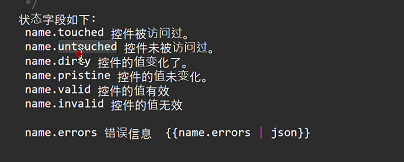 */
状态字段如下：
name.touched 控件被访问过。
name.untouched 控件未被访问过。
name.dirty 控件的值变化了。
name.pristine 控件的值未变化。
name.valid 控件的值有效
name.invalid 控件的值无效
name.errors 错误信息 {{name.errors | json}}